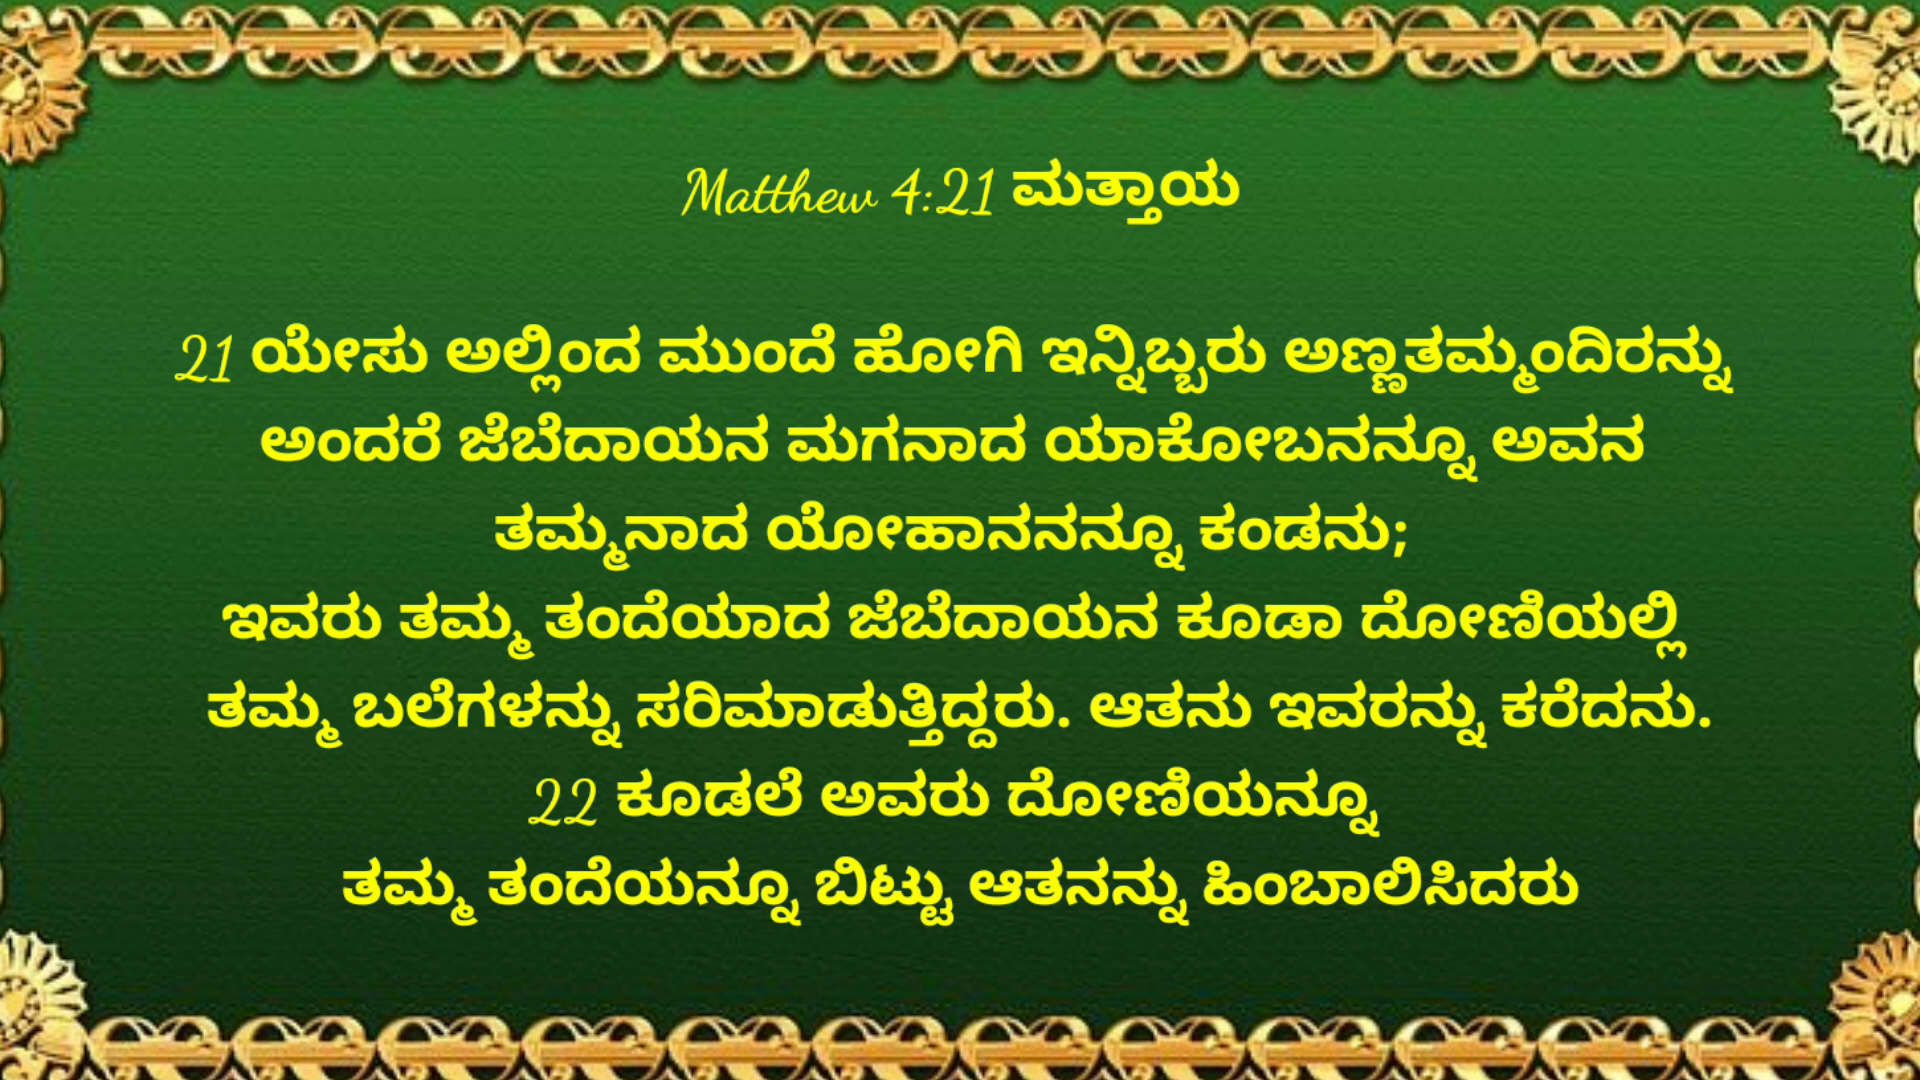 Matthew 4:21 ಮತ್ತಾಯ
21 ಯೇಸು ಅಲ್ಲಿಂದ ಮುಂದೆ ಹೋಗಿ ಇನ್ನಿಬ್ಬರು ಅಣ್ಣತಮ್ಮಂದಿರನ್ನು
ಅಂದರೆ ಜೆಬೆದಾಯನ ಮಗನಾದ ಯಾಕೋಬನನ್ನೂ ಅವನ
ತಮ್ಮನಾದ ಯೋಹಾನನನ್ನೂ ಕಂಡನು;
ಇವರು ತಮ್ಮ ತಂದೆಯಾದ ಜೆಬೆದಾಯನ ಕೂಡಾ ದೋಣಿಯಲ್ಲಿ
ತಮ್ಮ ಬಲೆಗಳನ್ನು ಸರಿಮಾಡುತ್ತಿದ್ದರು. ಆತನು ಇವರನ್ನು ಕರೆದನು.
22 ಕೂಡಲೆ ಅವರು ದೋಣಿಯನ್ನೂ
ತಮ್ಮ ತಂದೆಯನ್ನೂ ಬಿಟ್ಟು ಆತನನ್ನು ಹಿಂಬಾಲಿಸಿದರು